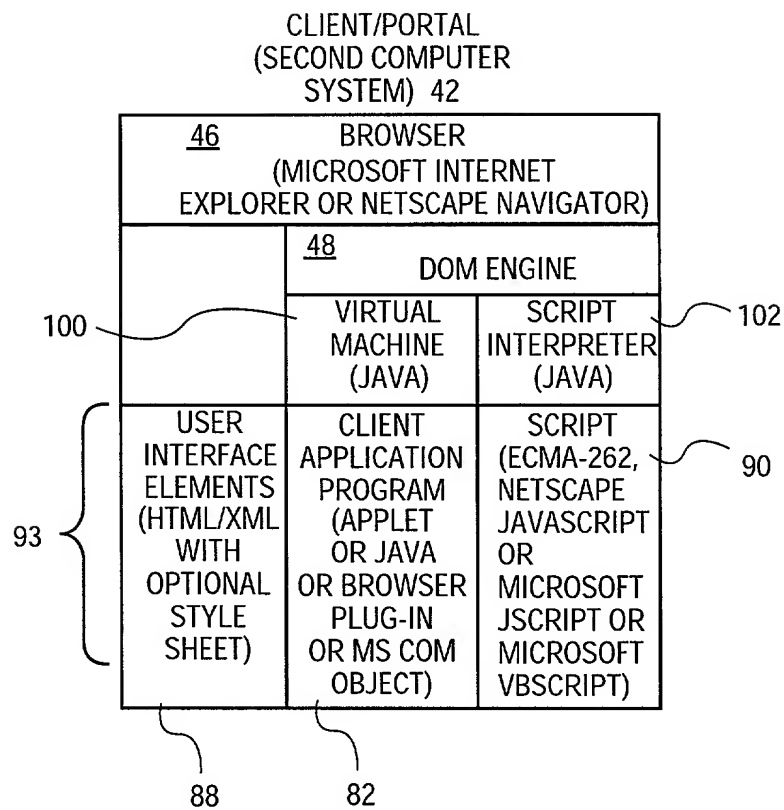 CLIENT/PORTAL
(SECOND COMPUTER
SYSTEM) 42
46 BROWSER
(MICROSOFT INTERNET
EXPLORER OR NETSCAPE NAVIGATOR)
48
DOM ENGINE
100
VIRTUAL
MACHINE
(JAVA)
SCRIPT
INTERPRETER
(JAVA)
102
93
USER
INTERFACE
ELEMENTS
(HTML/XML
WITH
OPTIONAL
STYLE
SHEET)
CLIENT
APPLICATION
PROGRAM
(APPLET
OR JAVA
OR BROWSER
PLUG-IN
OR MS COM
OBJECT)
SCRIPT
(ECMA-262,
NETSCAPE
JAVASCRIPT
OR
MICROSOFT
JSCRIPT OR
MICROSOFT
VBSCRIPT)
90
88
82